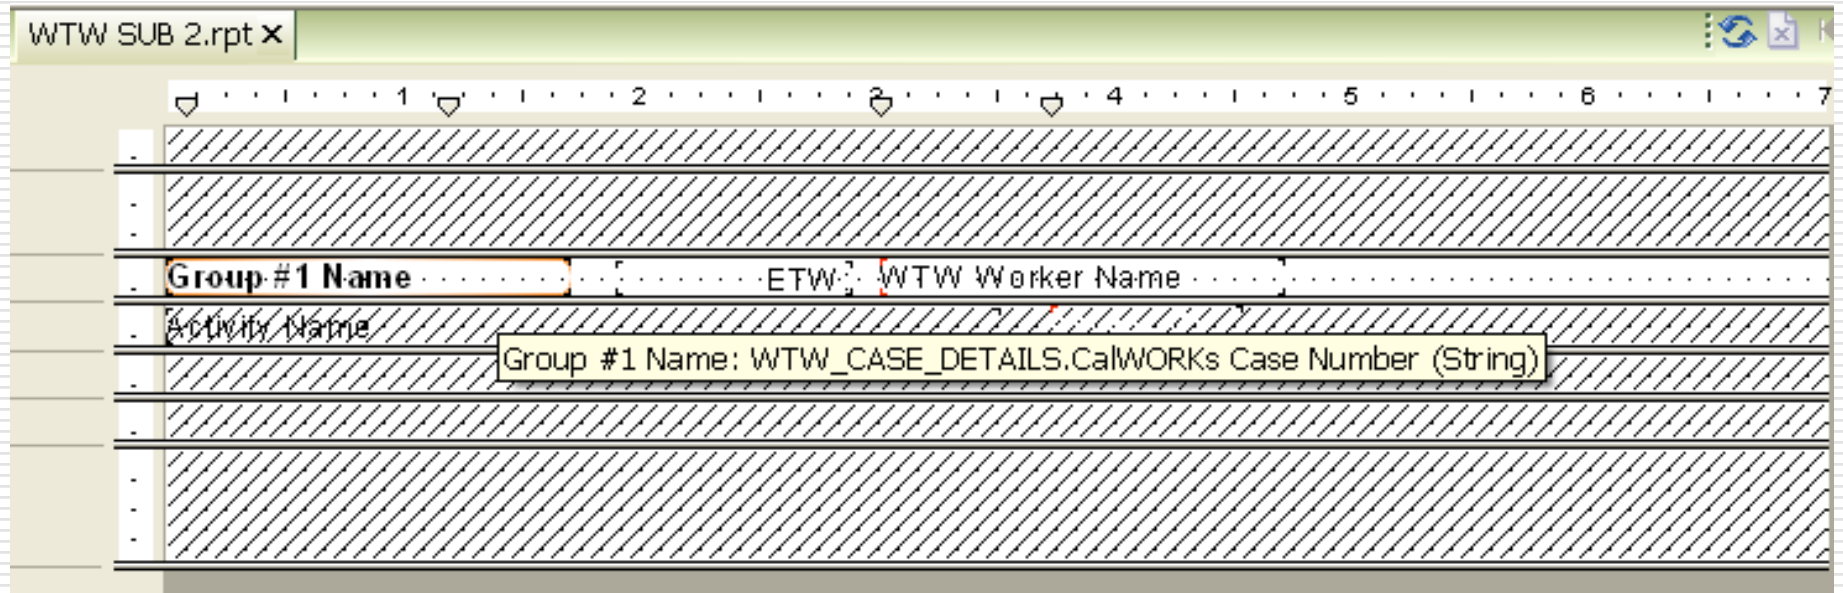 WTW SUB 2.rpt ×
1 2 3 4 5 6 7
Group #1 Name ETW WTW Worker Name
Activity Name
Group #1 Name: WTW_CASE_DETAILS.CalWORKs Case Number (String)